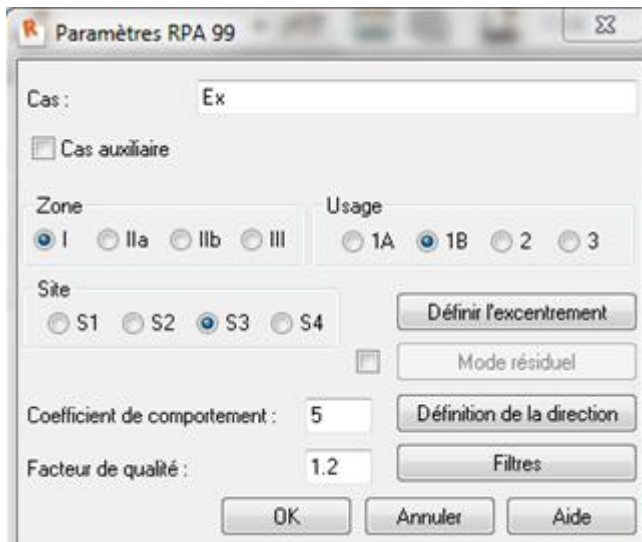 Paramètres RPA 99
Cas : Ex
Cas auxiliaire
Zone
I IIa IIb III
Usage
1A 1B 2 3
Site
S1 S2 S3 S4
Définir l'excentrement
Mode résiduel
Coefficient de comportement : 5
Définition de la direction
Facteur de qualité : 1.2
Filtres
OK Annuler Aide